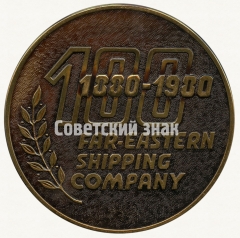 100
1880-1980
Советский знак
FAR-EASTERN
SHIPPING
COMPANY